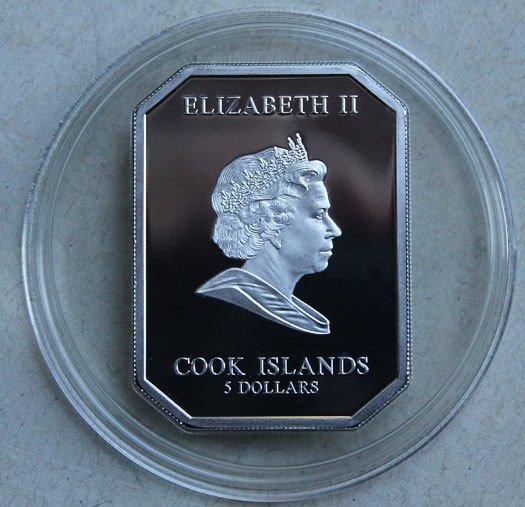 ELIZABETH II
COOK ISLANDS
5 DOLLARS